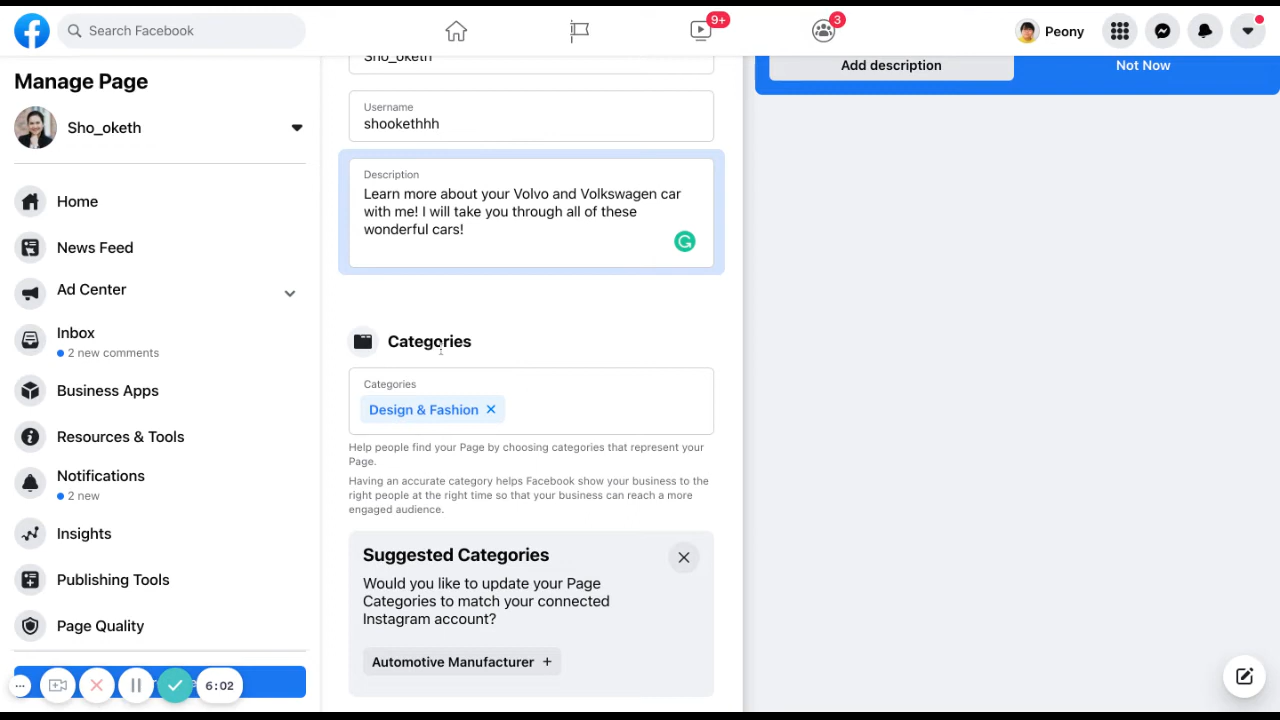 Search Facebook
9+
3
Peony
Manage Page
Sho_oketh
Home
News Feed
Ad Center
Inbox
2 new comments
Business Apps
Resources & Tools
Notifications
2 new
Insights
Publishing Tools
Page Quality
6:02
Sho_oketh
Username
shookethhh
Description
Learn more about your Volvo and Volkswagen car
with me! I will take you through all of these
wonderful cars!
Categories
Categories
Design & Fashion
Help people find your Page by choosing categories that represent your
Page.
Having an accurate category helps Facebook show your business to the
right people at the right time so that your business can reach a more
engaged audience.
Suggested Categories
Would you like to update your Page
Categories to match your connected
Instagram account?
Automotive Manufacturer +
Add description
Not Now